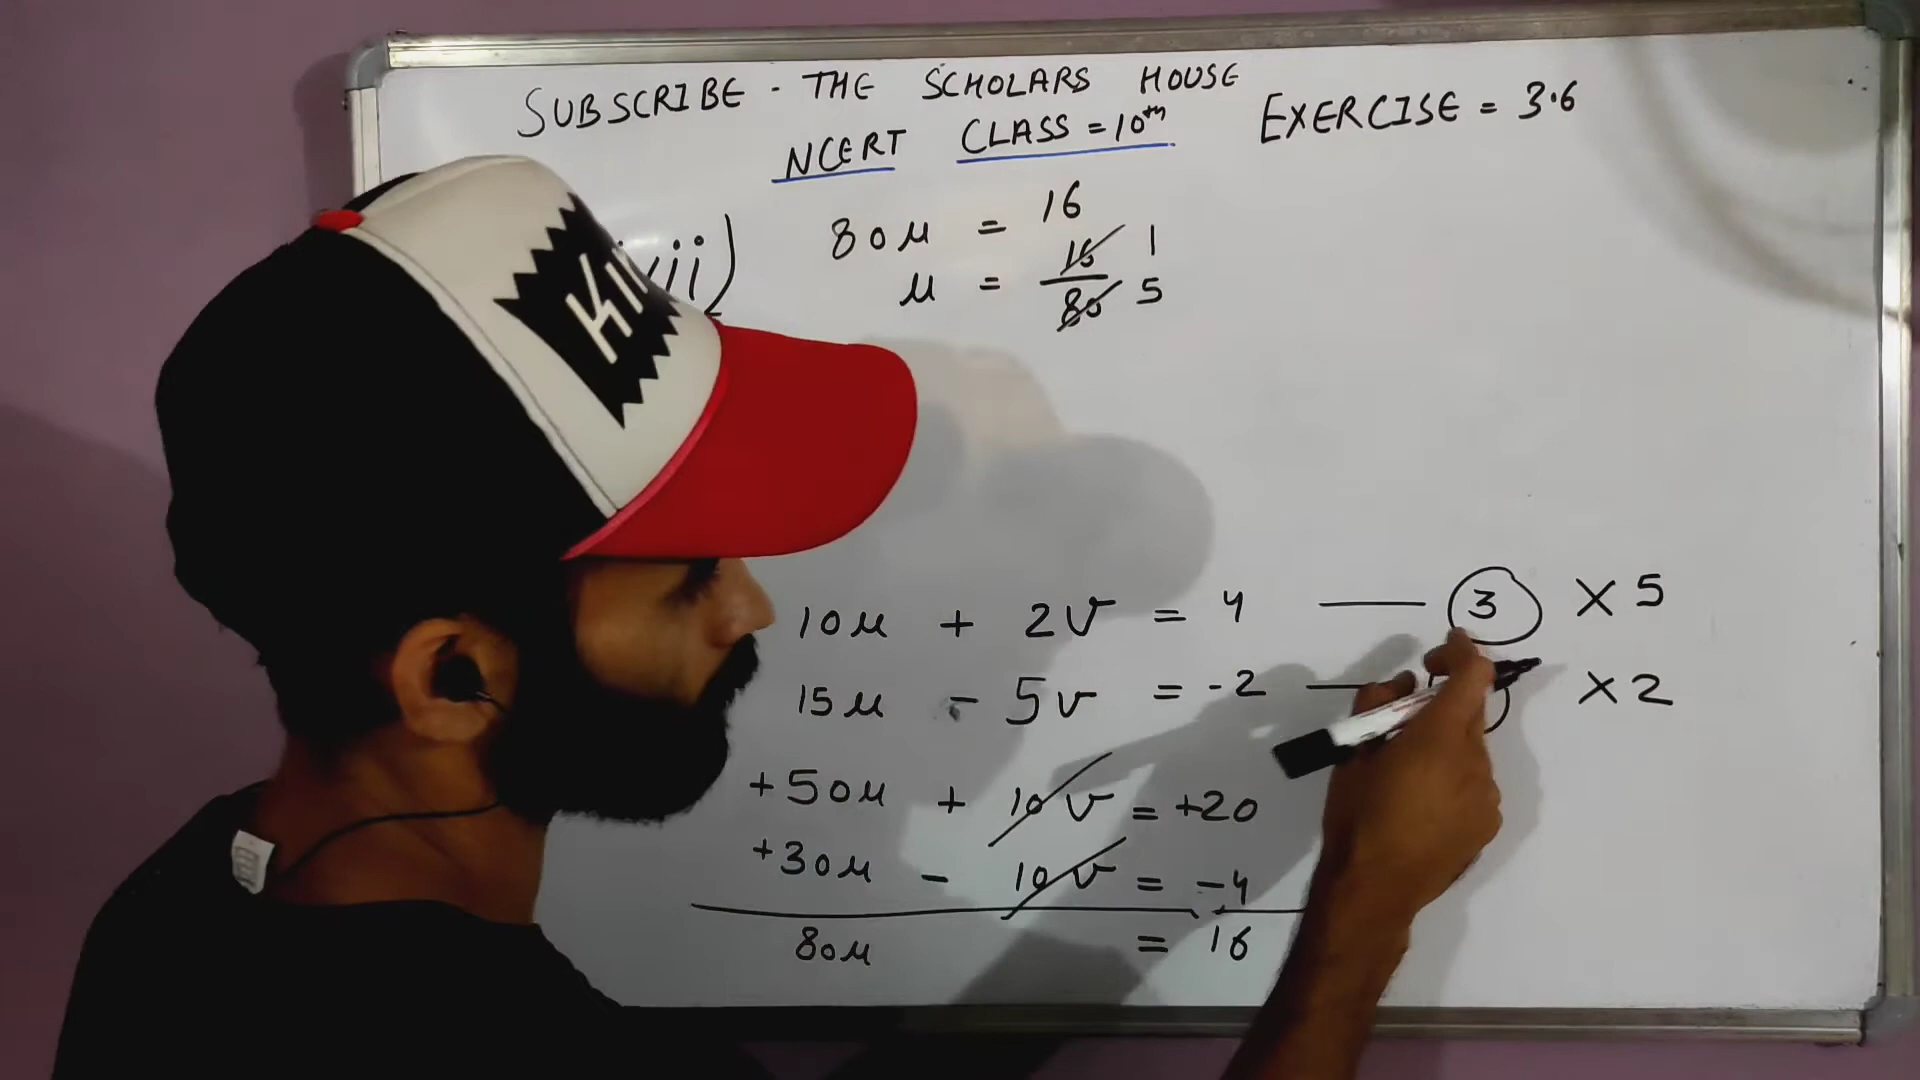 SUBSCRIBE - THE SCHOLARS HOUSE
NCERT CLASS = 10th EXERCISE = 3.6
ii)
80u = 16
u = 16/80 1/5
10u + 2v = 4 —— 3 × 5
15u - 5v = -2 —— × 2
+50u + 10v = +20
+30u - 10v = -4
80u = 16